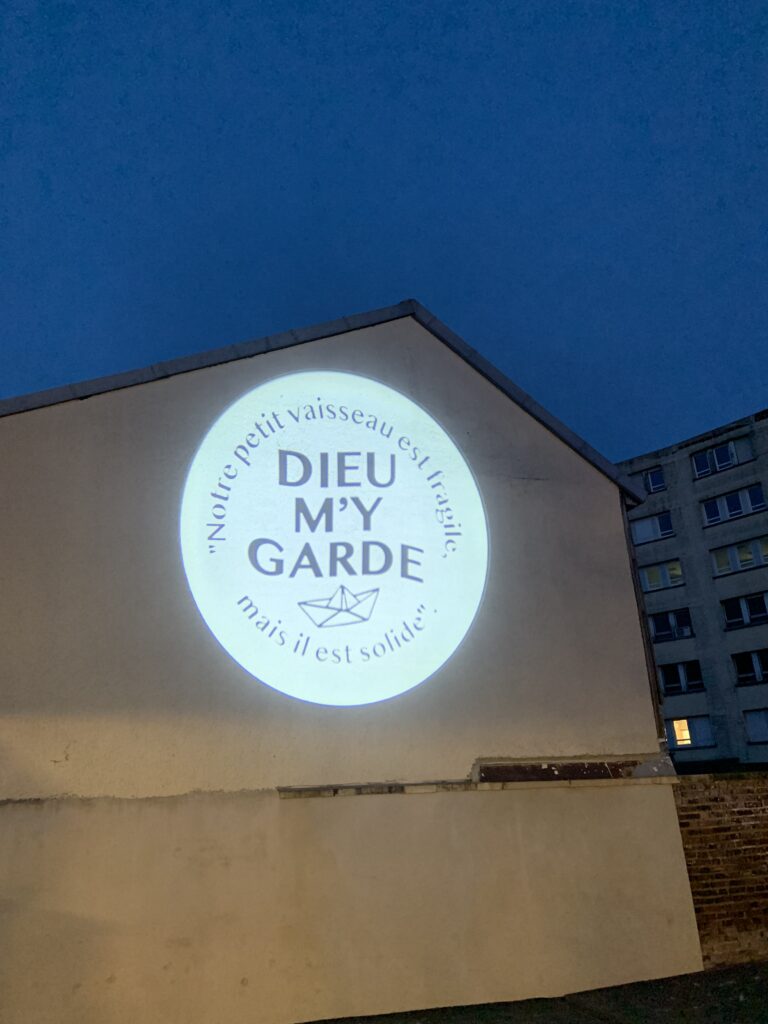 "Notre petit vaisseau est fragile,
DIEU
M'Y
GARDE
mais il est solide".